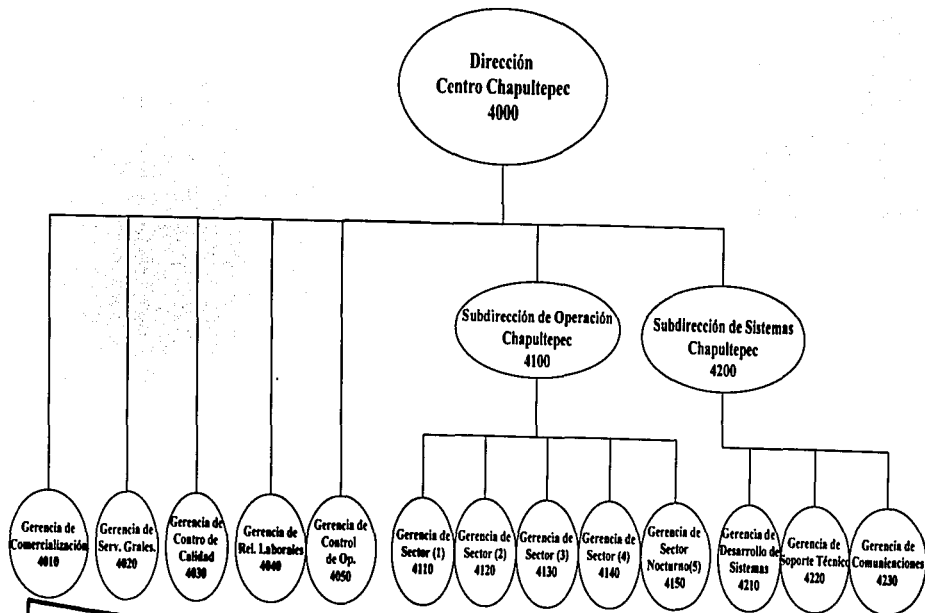 Dirección
Centro Chapultepec
4000
Subdirección de Operación
Chapultepec
4100
Subdirección de Sistemas
Chapultepec
4200
Gerencia de
Comercialización
4010
Gerencia de
Serv. Grales.
4020
Gerencia de
Contro de
Calidad
4030
Gerencia de
Rel. Laborales
4040
Gerencia de
Control
de Op.
4050
Gerencia de
Sector (1)
4110
Gerencia de
Sector (2)
4120
Gerencia de
Sector (3)
4130
Gerencia de
Sector (4)
4140
Gerencia de
Sector
Nocturno(5)
4150
Gerencia de
Desarrollo de
Sistemas
4210
Gerencia de
Soporte Técnico
4220
Gerencia de
Comunicaciones
4230